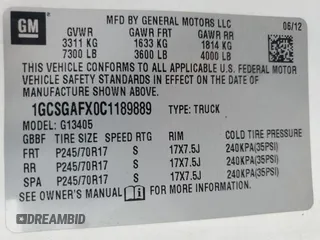 GM
MFD BY GENERAL MOTORS LLC
06/12
GVWR GAWR FRT GAWR RR
3311 KG 1633 KG 1814 KG
7300 LB 3600 LB 4000 LB
THIS VEHICLE CONFORMS TO ALL APPLICABLE U.S. FEDERAL MOTOR
VEHICLE SAFETY STANDARDS IN EFFECT ON THE DATE OF
MANUFACTURE SHOWN ABOVE.
1GCSGAFX0C1189889 TYPE: TRUCK
MODEL: G13405
GBBF TIRE SIZE SPEED RTG RIM COLD TIRE PRESSURE
FRT P245/70R17 S 17X7.5J 240KPA(35PSI)
RR P245/70R17 S 17X7.5J 240KPA(35PSI)
SPA P245/70R17 S 17X7.5J 240KPA(35PSI)
SEE OWNER'S MANUAL FOR MORE INFORMATION.
DREAMBID